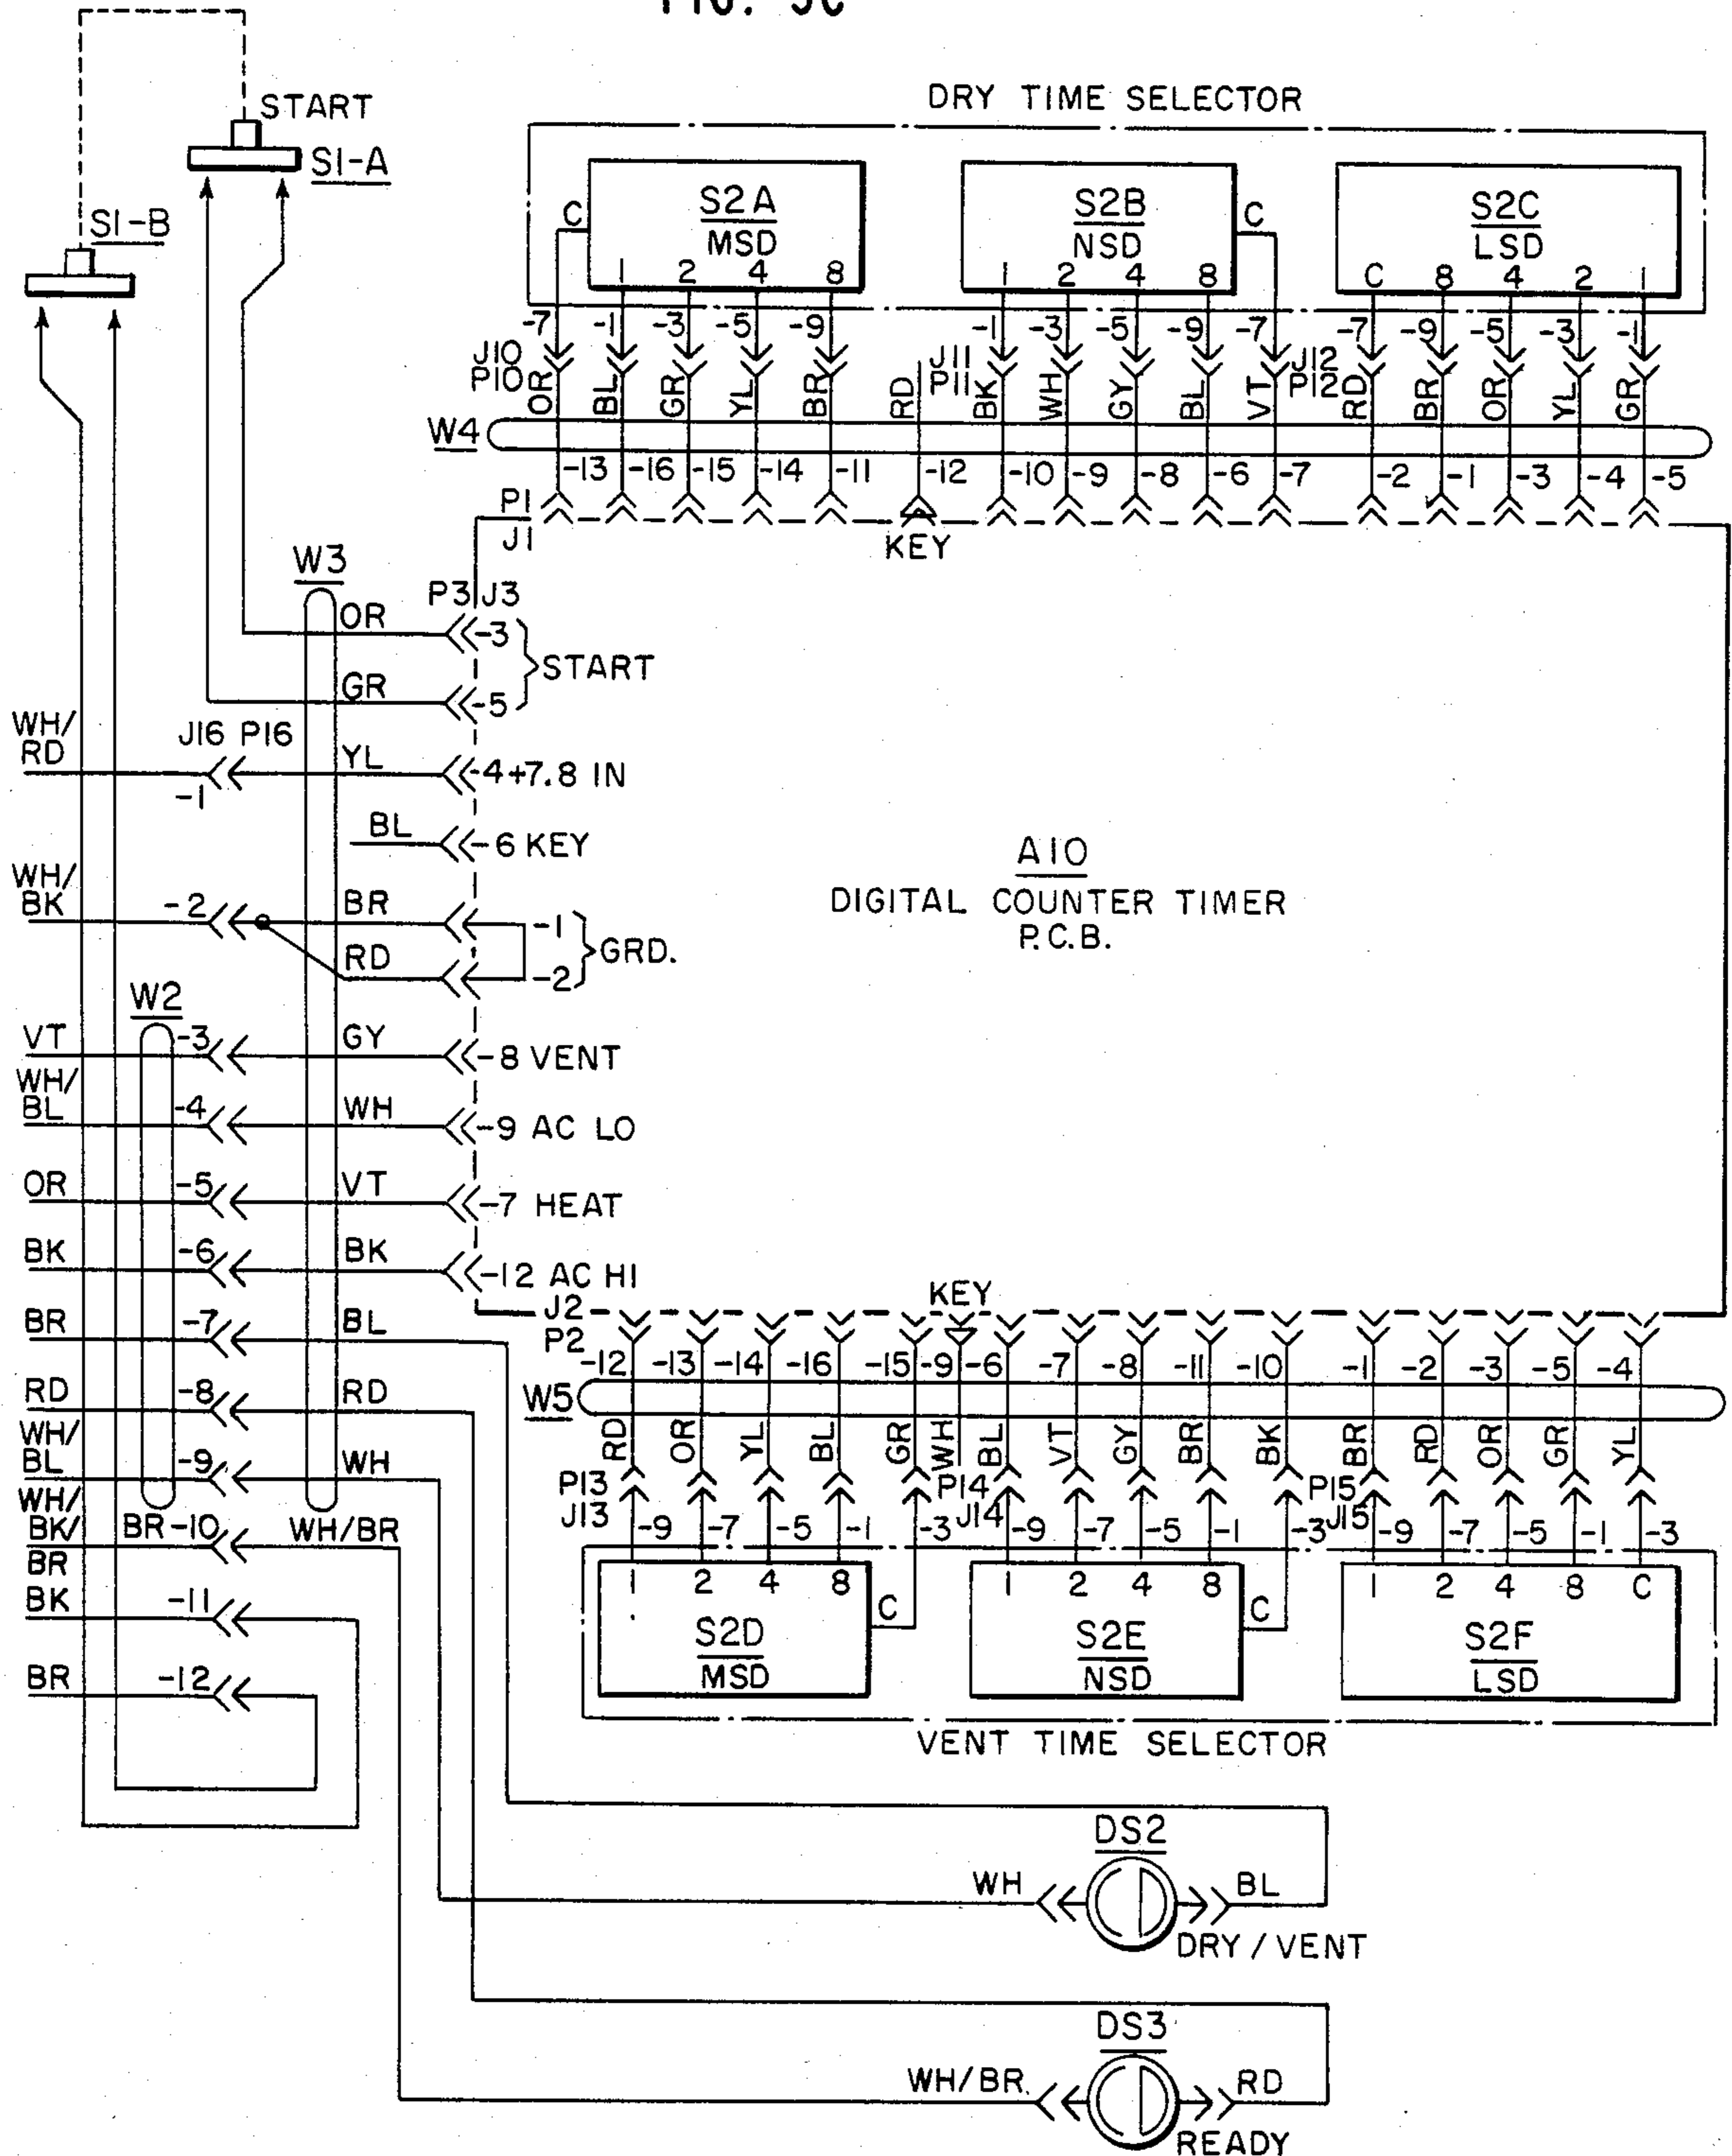 FIG. 5C
START
S1-A
S1-B
DRY TIME SELECTOR
S2A
MSD
C 1 2 4 8
S2B
NSD
1 2 4 8 C
S2C
LSD
C 8 4 2 1
-7 -1 -3 -5 -9 -1 -3 -5 -9 -7 -7 -9 -5 -3 -1
J10
P10
J11
P11
J12
P12
OR BL GR YL BR RD BK WH GY BL VT RD BR OR YL GR
W4
-13 -16 -15 -14 -11 -12 -10 -9 -8 -6 -7 -2 -1 -3 -4 -5
P1
J1
KEY
W3
P3 J3
OR -3
START
GR -5
WH/
RD
J16 P16
-1
YL -4 +7.8 IN
BL -6 KEY
WH/
BK -2 BR -1
RD -2
GRD.
A10
DIGITAL COUNTER TIMER
P.C.B.
W2
VT -3 GY -8 VENT
WH/
BL -4 WH -9 AC LO
OR -5 VT -7 HEAT
BK -6 BK -12 AC HI
BR -7 BL
RD -8 RD
WH/
BL -9 WH
WH/
BK/
BR
BR -10 WH/BR
BK -11
BR -12
J2
P2
KEY
-12 -13 -14 -16 -15 -9 -6 -7 -8 -11 -10 -1 -2 -3 -5 -4
W5
RD OR YL BL GR WH BL VT GY BR BK BR RD OR GR YL
P13
J13
P14
J14
P15
J15
-9 -7 -5 -1 -3 -9 -7 -5 -1 -3 -9 -7 -5 -1 -3
1 2 4 8 C
S2D
MSD
1 2 4 8 C
S2E
NSD
1 2 4 8 C
S2F
LSD
VENT TIME SELECTOR
DS2
WH BL
DRY / VENT
DS3
WH/BR RD
READY